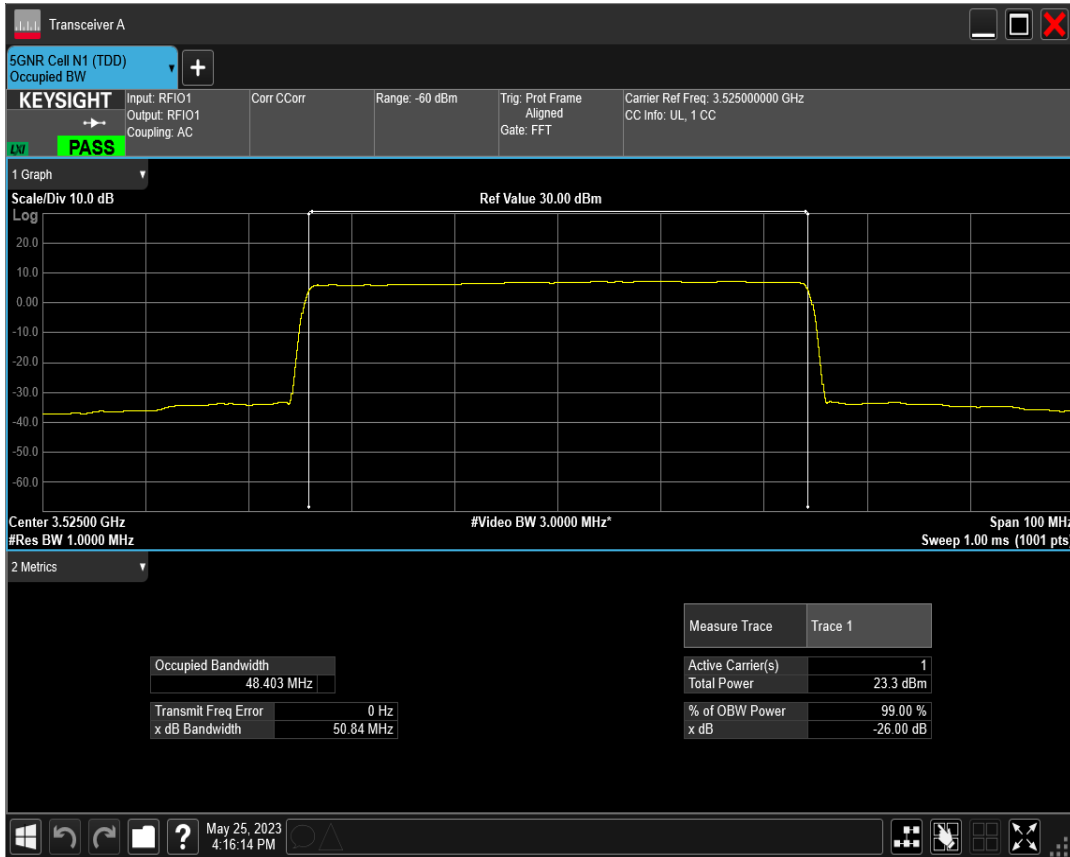 Transceiver A
5GNR Cell N1 (TDD)
Occupied BW
+
KEYSIGHT
LXI
PASS
Input: RFIO1
Output: RFIO1
Coupling: AC
Corr CCorr
Range: -60 dBm
Trig: Prot Frame
Aligned
Gate: FFT
Carrier Ref Freq: 3.525000000 GHz
CC Info: UL, 1 CC
1 Graph
Scale/Div 10.0 dB
Ref Value 30.00 dBm
Log
20.0
10.0
0.00
-10.0
-20.0
-30.0
-40.0
-50.0
-60.0
Center 3.52500 GHz
#Video BW 3.0000 MHz*
Span 100 MHz
#Res BW 1.0000 MHz
Sweep 1.00 ms (1001 pts)
2 Metrics
Measure Trace Trace 1
Occupied Bandwidth
48.403 MHz
Active Carrier(s) 1
Total Power 23.3 dBm
Transmit Freq Error 0 Hz
x dB Bandwidth 50.84 MHz
% of OBW Power 99.00 %
x dB -26.00 dB
?
May 25, 2023
4:16:14 PM